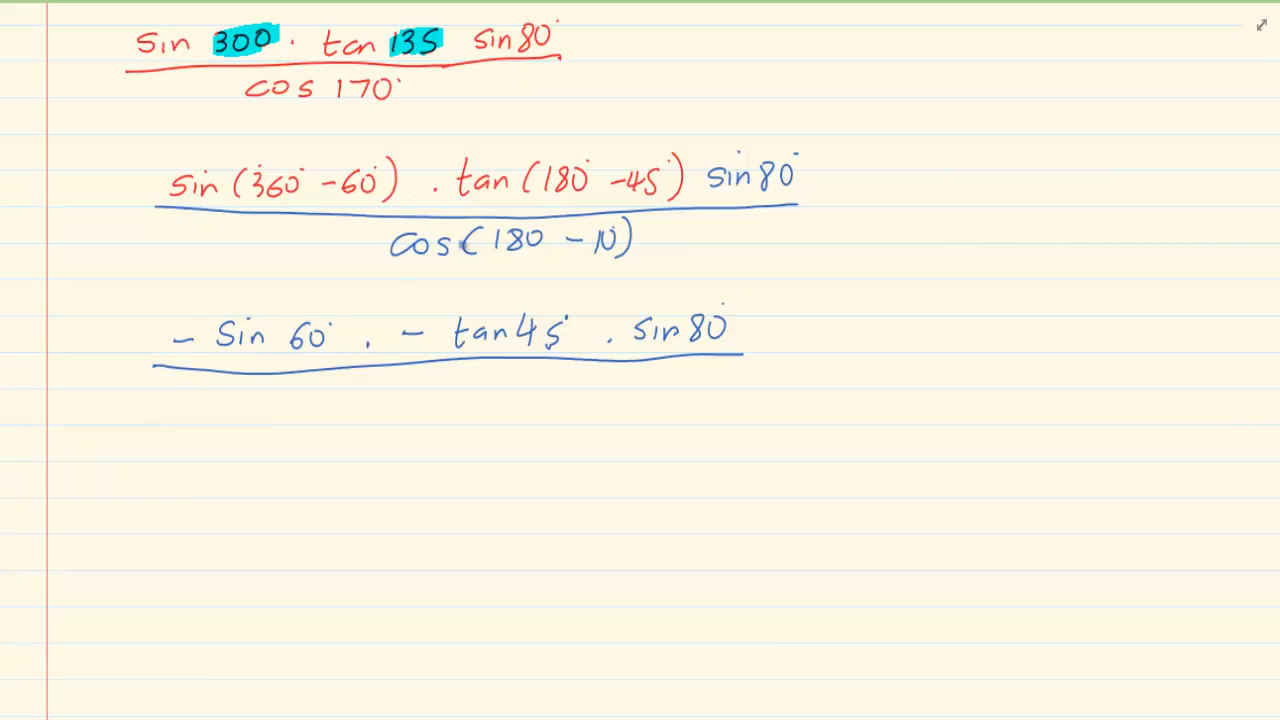 sin 300 . tan 135 sin 80°
cos 170°
sin (360° - 60°) . tan (180° - 45°) sin 80°
cos (180 - 10°)
- sin 60° . - tan 45° . sin 80°